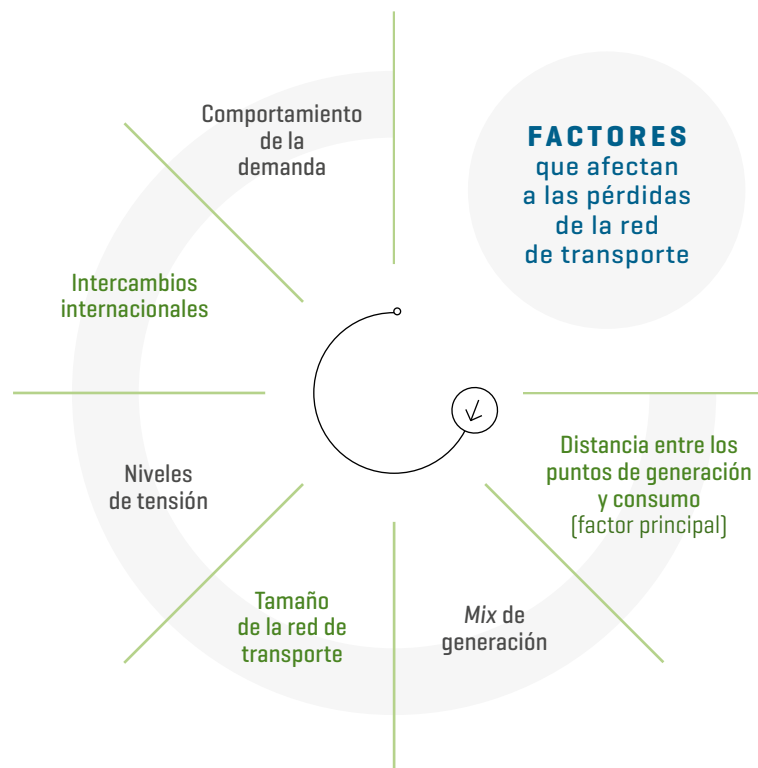 FACTORES
que afectan
a las pérdidas
de la red
de transporte
Distancia entre los
puntos de generación
y consumo
(factor principal)
Mix de
generación
Tamaño
de la red de
transporte
Niveles
de tensión
Intercambios
internacionales
Comportamiento
de la
demanda